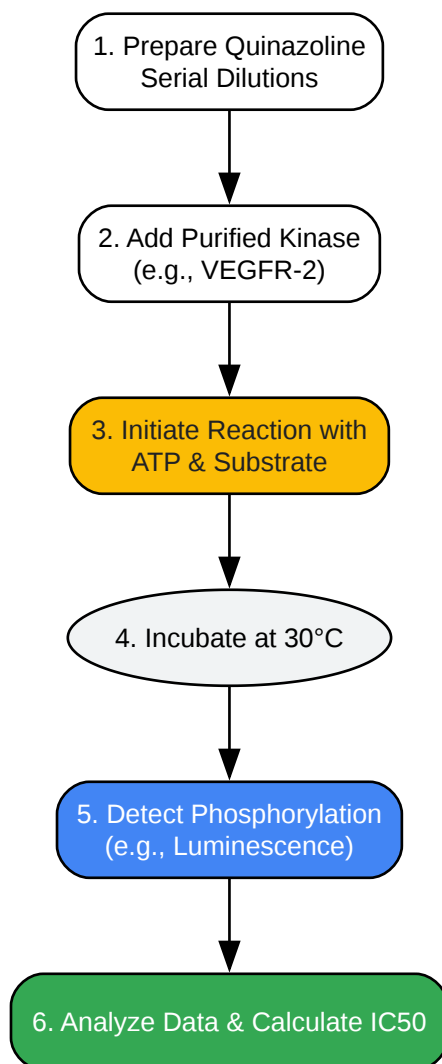 1. Prepare Quinazoline
Serial Dilutions
2. Add Purified Kinase
(e.g., VEGFR-2)
3. Initiate Reaction with
ATP & Substrate
4. Incubate at 30°C
5. Detect Phosphorylation
(e.g., Luminescence)
6. Analyze Data & Calculate IC50